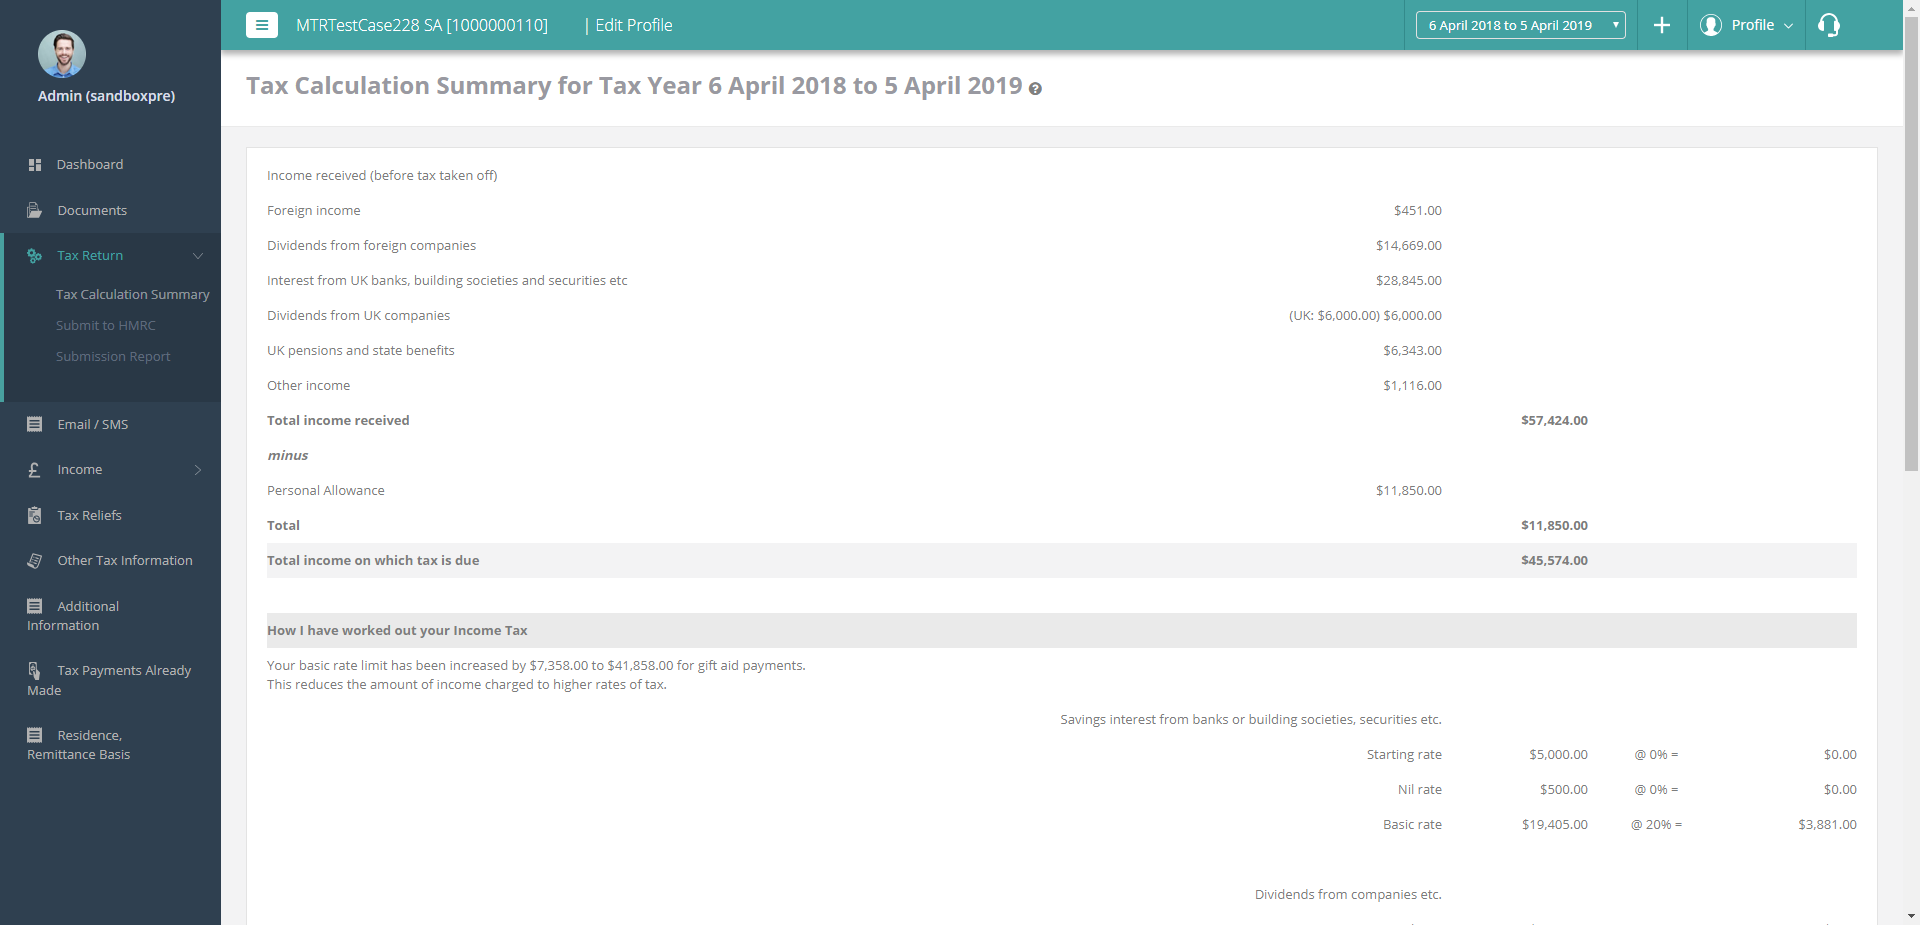 MTRTestCase228 SA [1000000110] | Edit Profile
6 April 2018 to 5 April 2019
Profile
Admin (sandboxpre)
Dashboard
Documents
Tax Return
Tax Calculation Summary
Submit to HMRC
Submission Report
Email / SMS
£ Income
Tax Reliefs
Other Tax Information
Additional
Information
Tax Payments Already
Made
Residence,
Remittance Basis
Tax Calculation Summary for Tax Year 6 April 2018 to 5 April 2019 ?
Income received (before tax taken off)
Foreign income $451.00
Dividends from foreign companies $14,669.00
Interest from UK banks, building societies and securities etc $28,845.00
Dividends from UK companies (UK: $6,000.00) $6,000.00
UK pensions and state benefits $6,343.00
Other income $1,116.00
Total income received $57,424.00
minus
Personal Allowance $11,850.00
Total $11,850.00
Total income on which tax is due $45,574.00
How I have worked out your Income Tax
Your basic rate limit has been increased by $7,358.00 to $41,858.00 for gift aid payments.
This reduces the amount of income charged to higher rates of tax.
Savings interest from banks or building societies, securities etc.
Starting rate $5,000.00 @ 0% = $0.00
Nil rate $500.00 @ 0% = $0.00
Basic rate $19,405.00 @ 20% = $3,881.00
Dividends from companies etc.